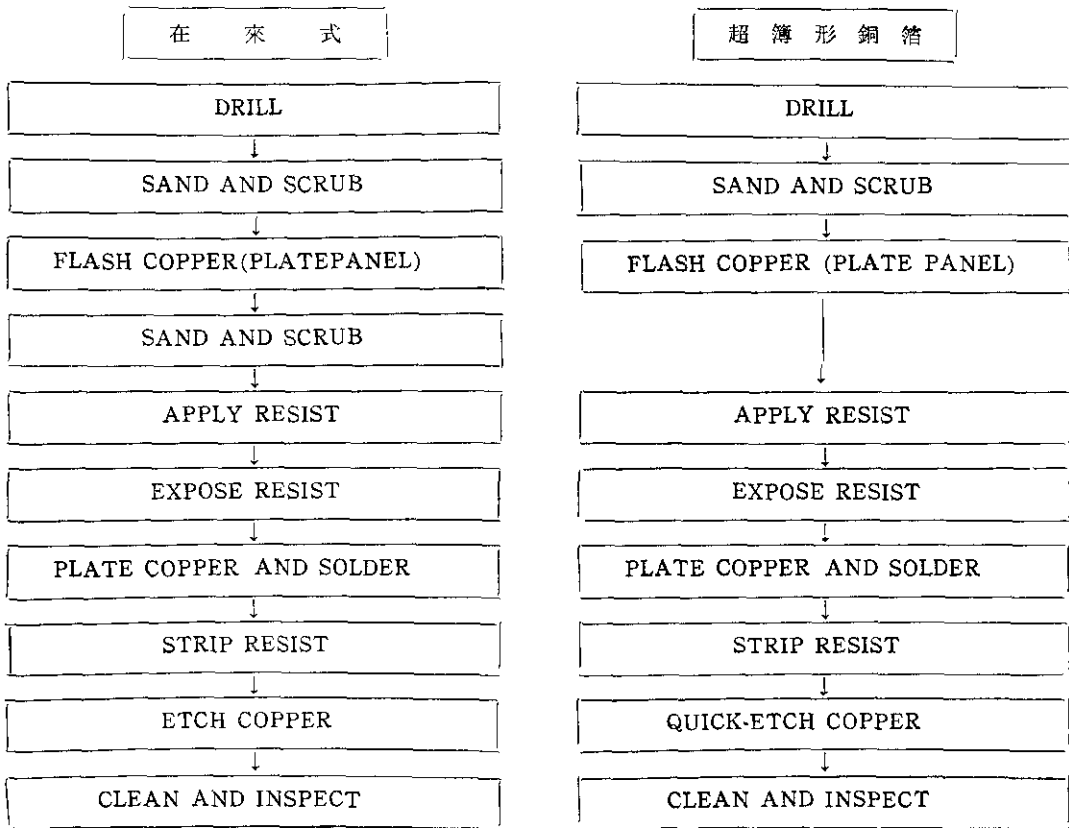 在來式
DRILL
SAND AND SCRUB
FLASH COPPER(PLATEPANEL)
SAND AND SCRUB
APPLY RESIST
EXPOSE RESIST
PLATE COPPER AND SOLDER
STRIP RESIST
ETCH COPPER
CLEAN AND INSPECT
超簿形銅箔
DRILL
SAND AND SCRUB
FLASH COPPER (PLATE PANEL)
APPLY RESIST
EXPOSE RESIST
PLATE COPPER AND SOLDER
STRIP RESIST
QUICK-ETCH COPPER
CLEAN AND INSPECT